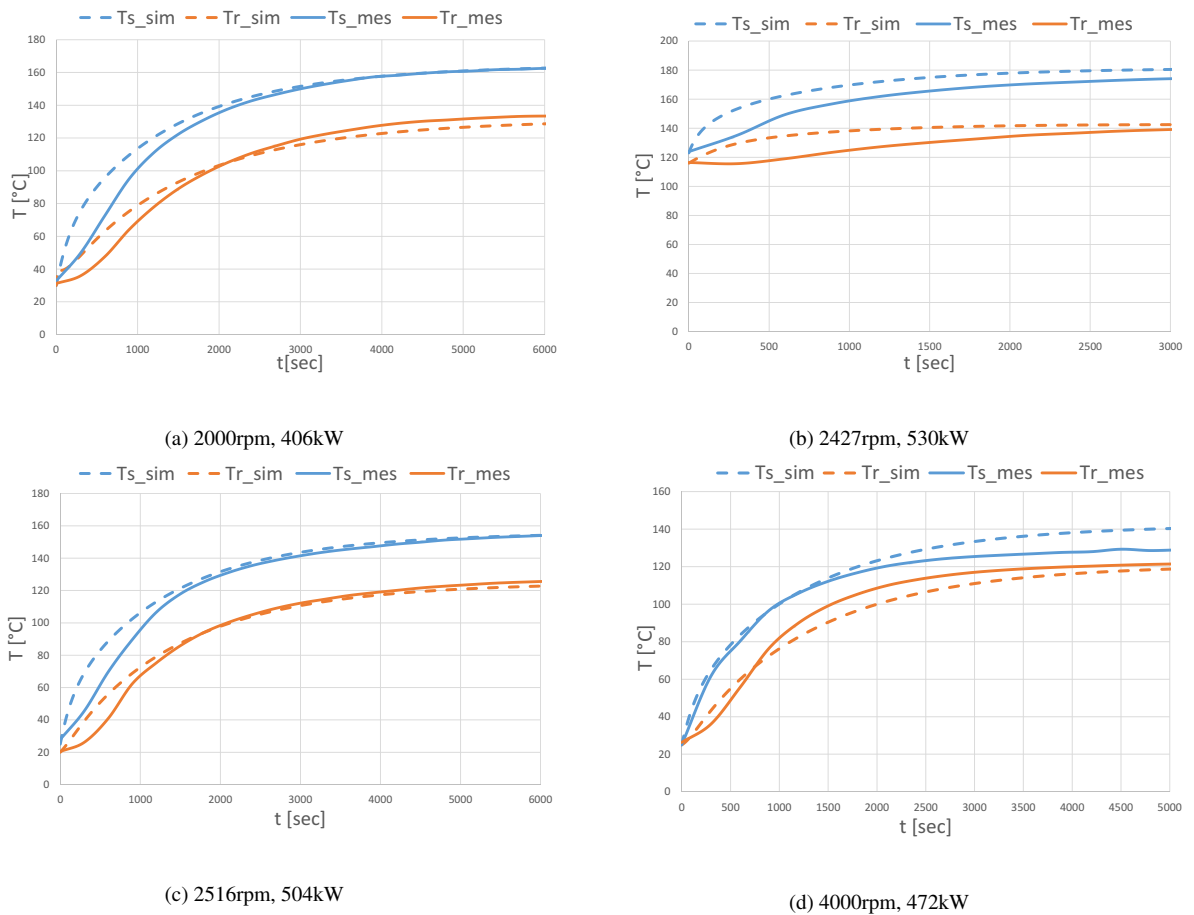 Ts_sim Tr_sim Ts_mes Tr_mes
180
160
140
120
100
80
60
40
20
0
T [°C]
0 1000 2000 3000 4000 5000 6000
t[sec]
(a) 2000rpm, 406kW
Ts_sim Tr_sim Ts_mes Tr_mes
200
180
160
140
120
100
80
60
40
20
0
T [°C]
0 500 1000 1500 2000 2500 3000
t [sec]
(b) 2427rpm, 530kW
Ts_sim Tr_sim Ts_mes Tr_mes
180
160
140
120
100
80
60
40
20
0
T [°C]
0 1000 2000 3000 4000 5000 6000
t [sec]
(c) 2516rpm, 504kW
Ts_sim Tr_sim Ts_mes Tr_mes
160
140
120
100
80
60
40
20
0
T [°C]
0 500 1000 1500 2000 2500 3000 3500 4000 4500 5000
t [sec]
(d) 4000rpm, 472kW